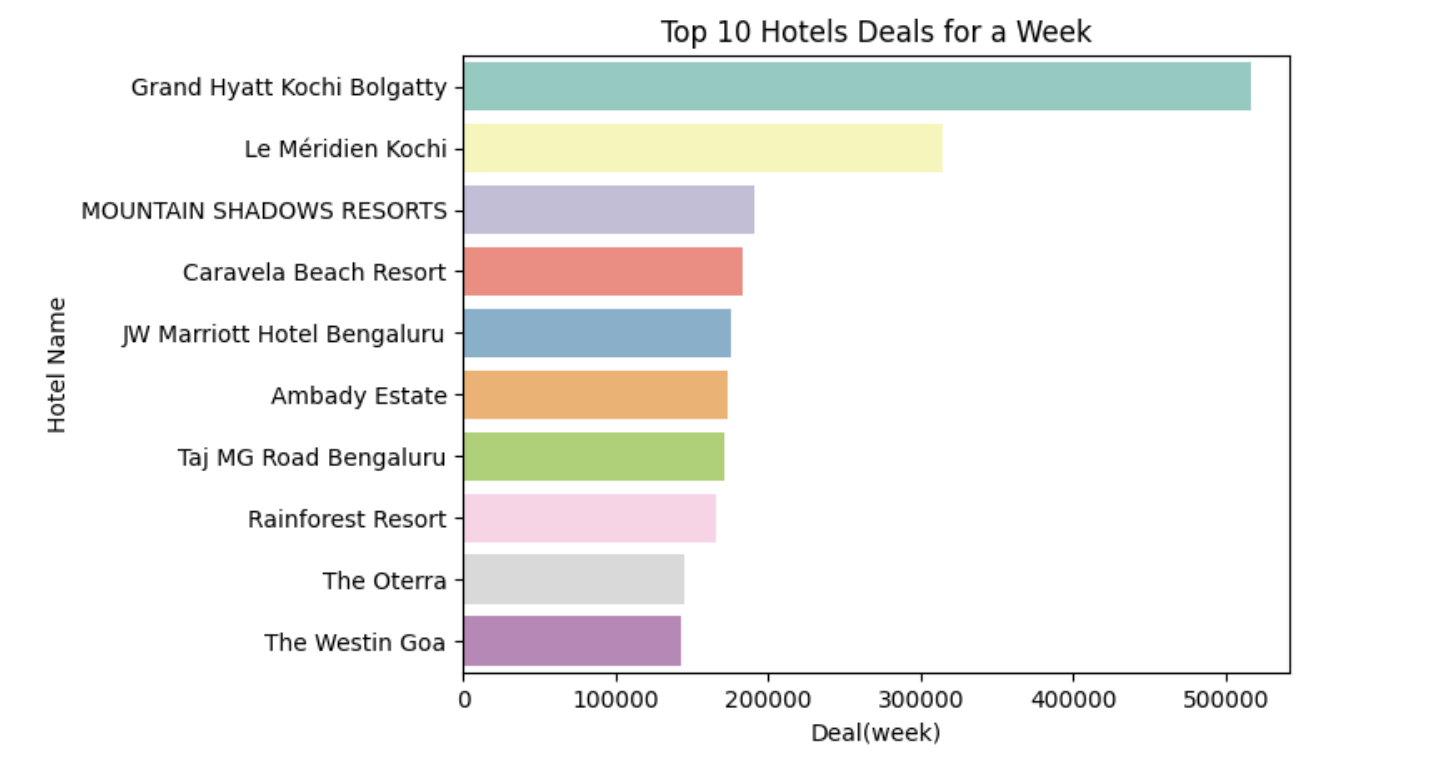 Top 10 Hotels Deals for a Week
Grand Hyatt Kochi Bolgatty
Le Méridien Kochi
MOUNTAIN SHADOWS RESORTS
Caravela Beach Resort
JW Marriott Hotel Bengaluru
Ambady Estate
Taj MG Road Bengaluru
Rainforest Resort
The Oterra
The Westin Goa
Hotel Name
0 100000 200000 300000 400000 500000
Deal(week)